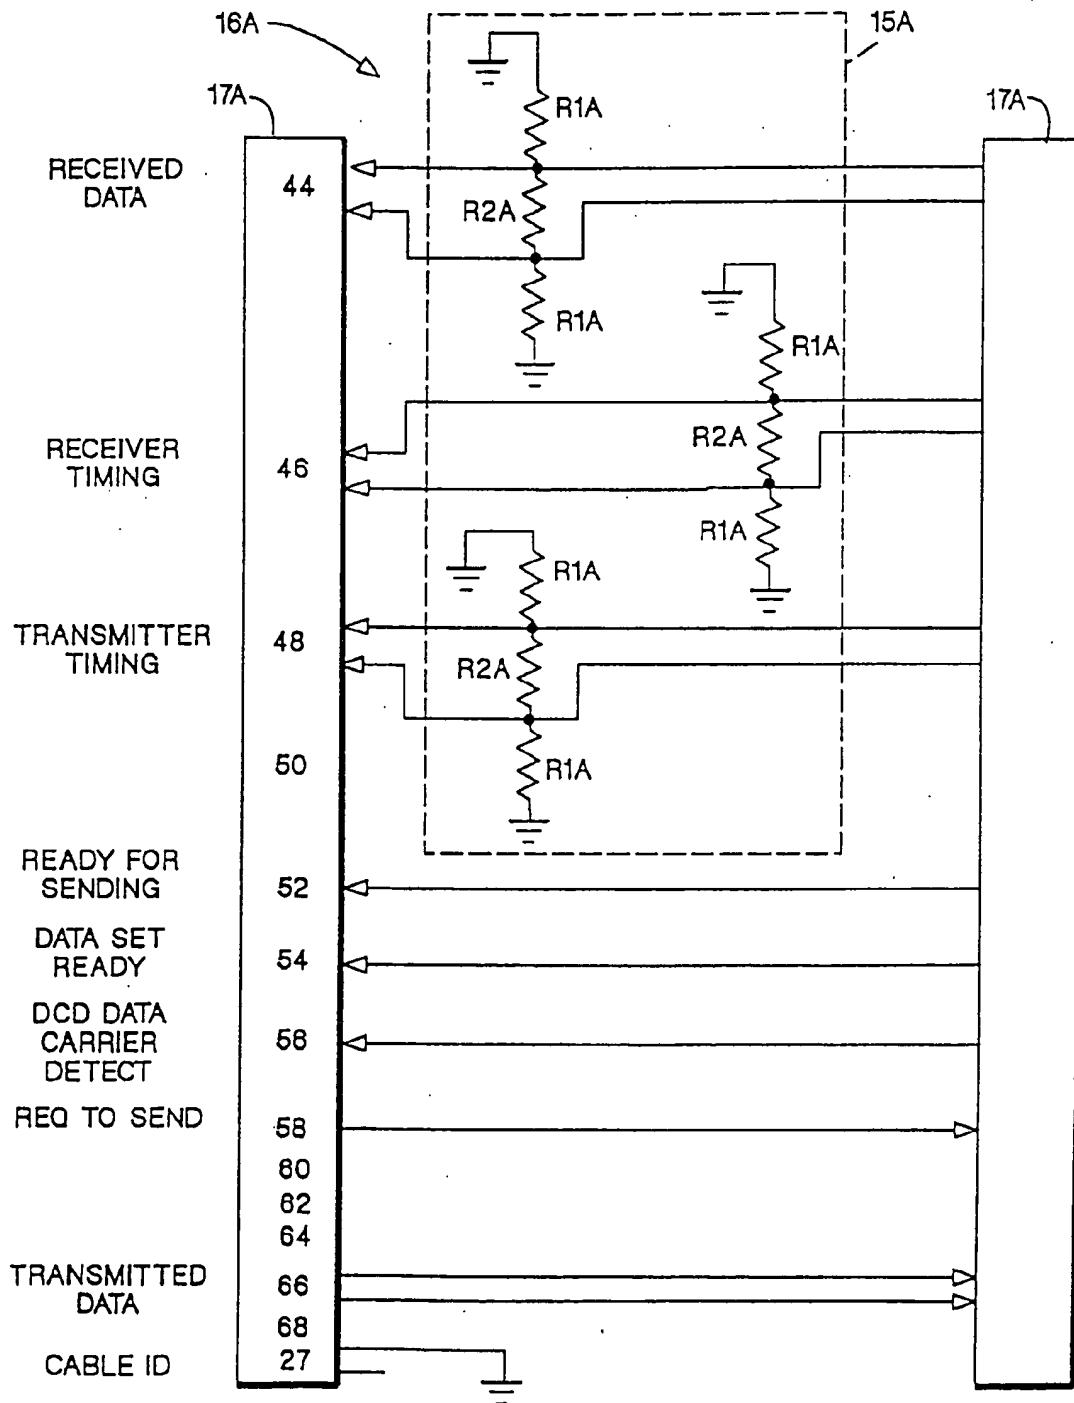 16A
15A
17A
17A
R1A
RECEIVED
DATA
44
R2A
R1A
R1A
RECEIVER
TIMING
46
R2A
R1A
R1A
TRANSMITTER
TIMING
48
R2A
50
R1A
READY FOR
SENDING
52
DATA SET
READY
54
DCD DATA
CARRIER
DETECT
56
REQ TO SEND
58
60
62
64
TRANSMITTED
DATA
66
68
CABLE ID
27